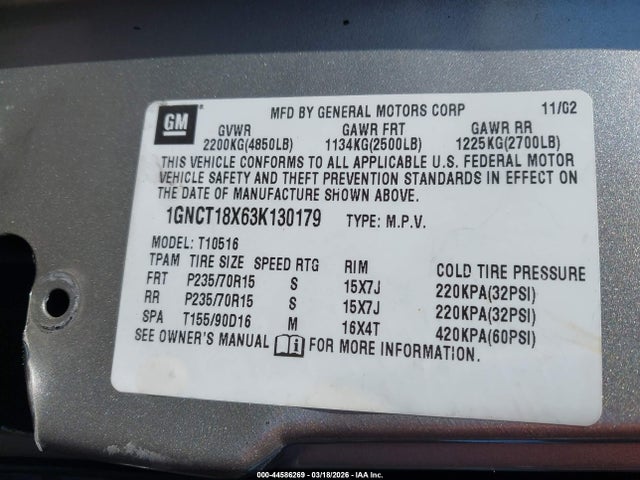 GM MFD BY GENERAL MOTORS CORP 11/02
GVWR GAWR FRT GAWR RR
2200KG(4850LB) 1134KG(2500LB) 1225KG(2700LB)
THIS VEHICLE CONFORMS TO ALL APPLICABLE U.S. FEDERAL MOTOR
VEHICLE SAFETY AND THEFT PREVENTION STANDARDS IN EFFECT ON
THE DATE OF MANUFACTURE SHOWN ABOVE.
1GNCT18X63K130179 TYPE: M.P.V.
MODEL: T10516
TPAM TIRE SIZE SPEED RTG RIM COLD TIRE PRESSURE
FRT P235/70R15 S 15X7J 220KPA(32PSI)
RR P235/70R15 S 15X7J 220KPA(32PSI)
SPA T155/90D16 M 16X4T 420KPA(60PSI)
SEE OWNER'S MANUAL FOR MORE INFORMATION.
000-44586269 - 03/18/2026 - IAA Inc.